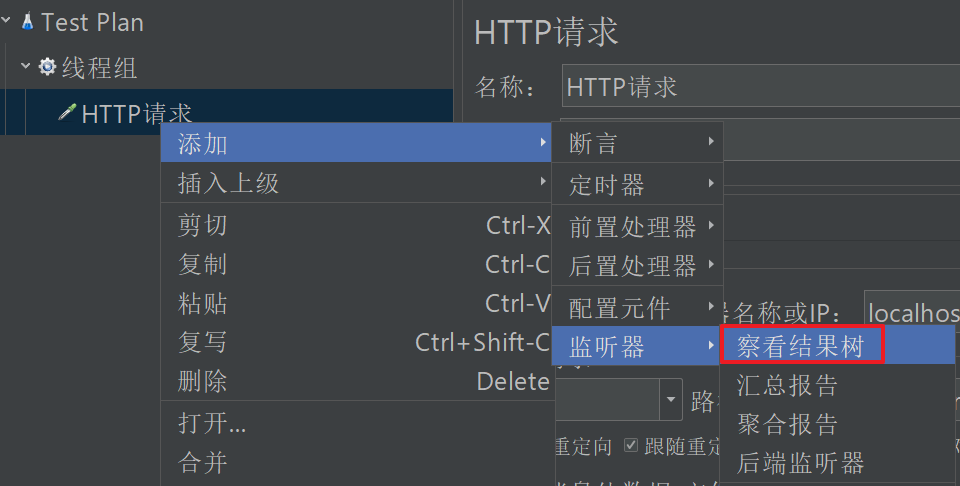 Test Plan
线程组
HTTP请求
HTTP请求
名称：
HTTP请求
添加
插入上级
剪切 Ctrl-X
复制 Ctrl-C
粘贴 Ctrl-V
复写 Ctrl+Shift-C
删除 Delete
打开...
合并
断言
定时器
前置处理器
后置处理器
配置元件
监听器
名称或IP：
localhos
察看结果树
汇总报告
聚合报告
后端监听器
重定向
跟随重定